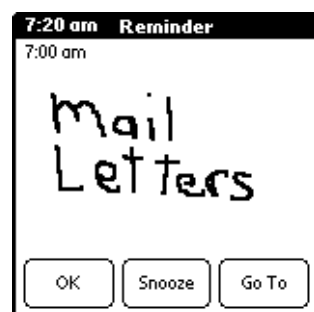 7:20 am Reminder
7:00 am
Mail
Letters
OK Snooze Go To